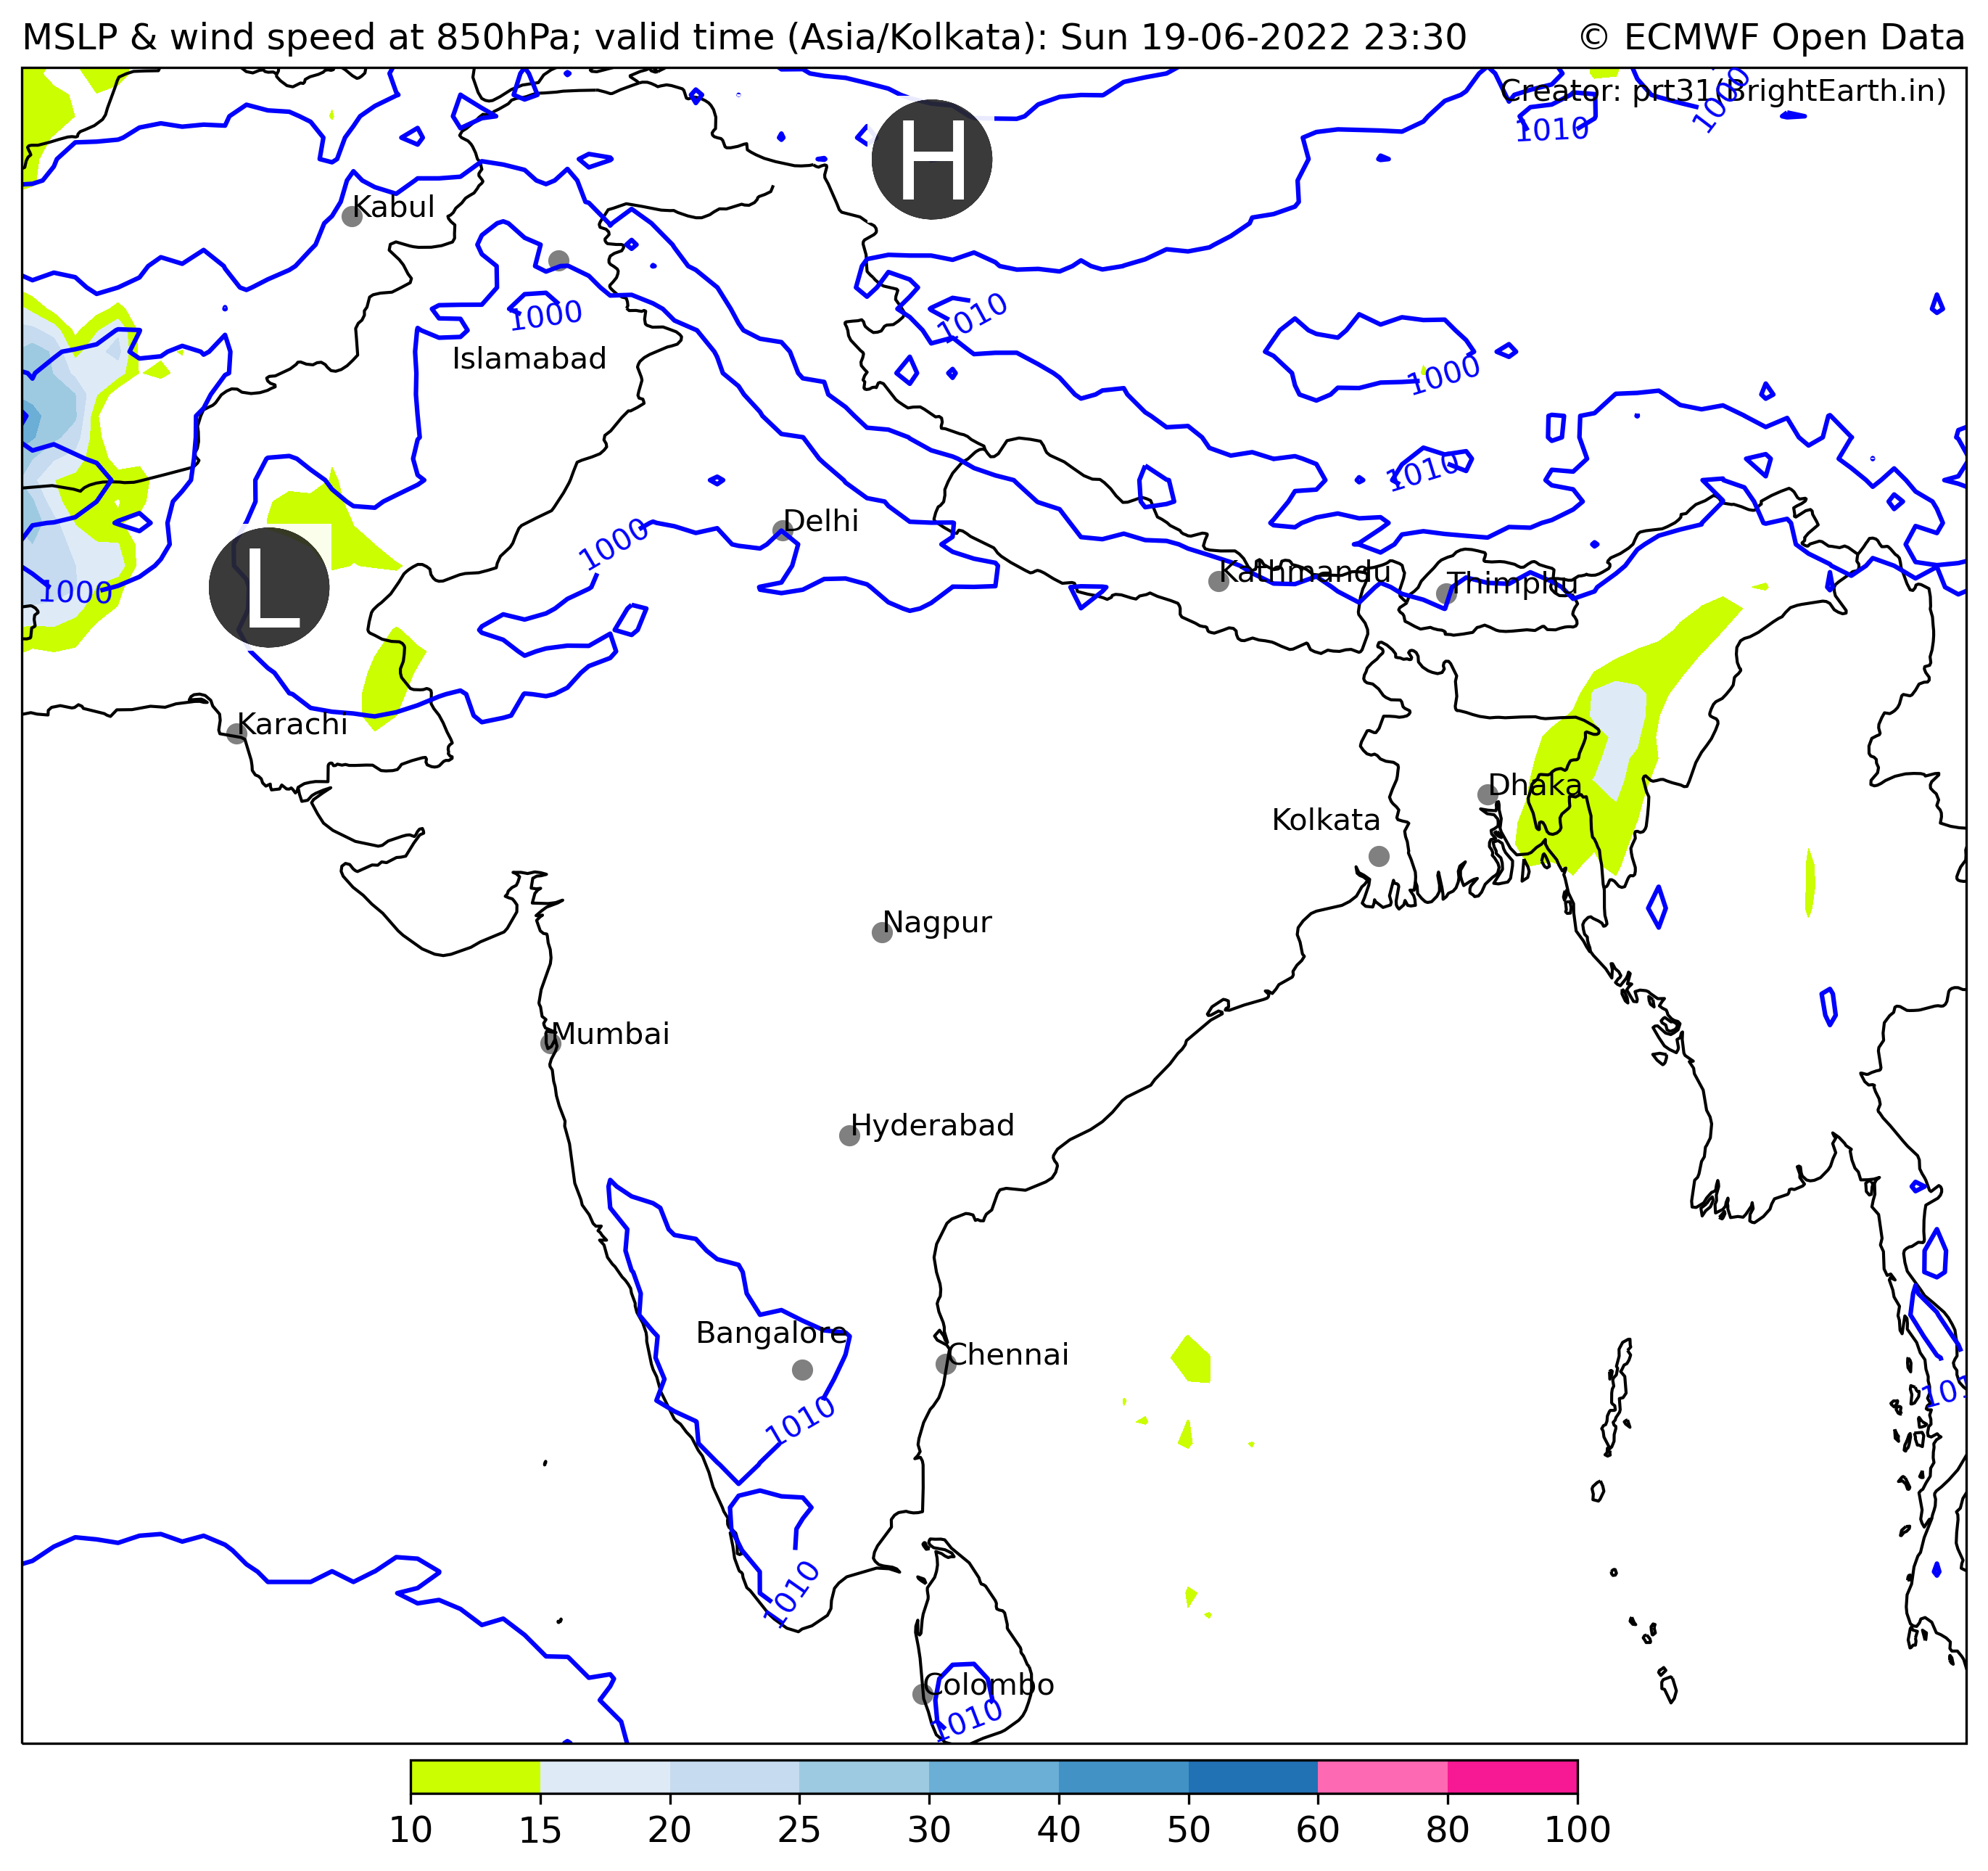 MSLP & wind speed at 850hPa; valid time (Asia/Kolkata): Sun 19-06-2022 23:30 © ECMWF Open Data
Creator: prt31(BrightEarth.in)
1000
1010
H
Kabul
1000
1010
Islamabad
1000
1010
Delhi
1000
Kathmandu
Thimphu
1000
L
Karachi
Dhaka
Kolkata
Nagpur
Mumbai
Hyderabad
Bangalore
Chennai
1010
1010
Colombo
1010
10 15 20 25 30 40 50 60 80 100